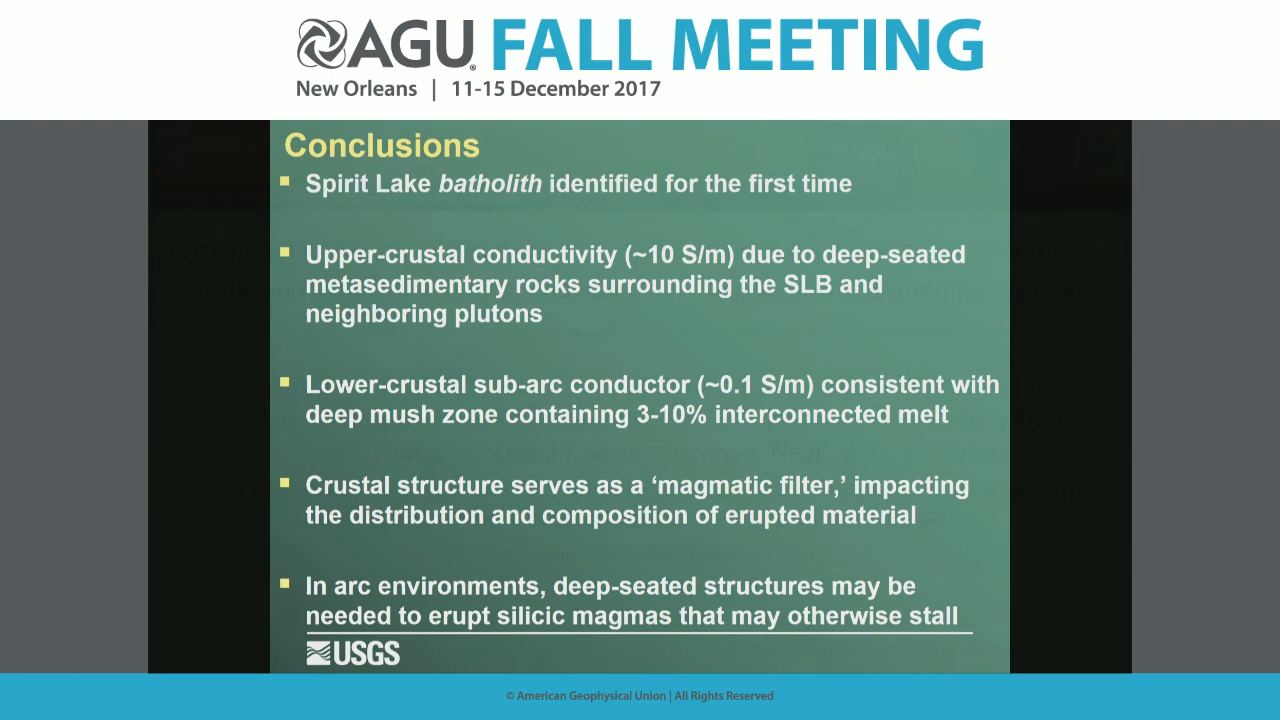 AGU FALL MEETING
New Orleans | 11-15 December 2017
Conclusions
Spirit Lake batholith identified for the first time
Upper-crustal conductivity (~10 S/m) due to deep-seated
metasedimentary rocks surrounding the SLB and
neighboring plutons
Lower-crustal sub-arc conductor (~0.1 S/m) consistent with
deep mush zone containing 3-10% interconnected melt
Crustal structure serves as a ‘magmatic filter,’ impacting
the distribution and composition of erupted material
In arc environments, deep-seated structures may be
needed to erupt silicic magmas that may otherwise stall
USGS
© American Geophysical Union | All Rights Reserved